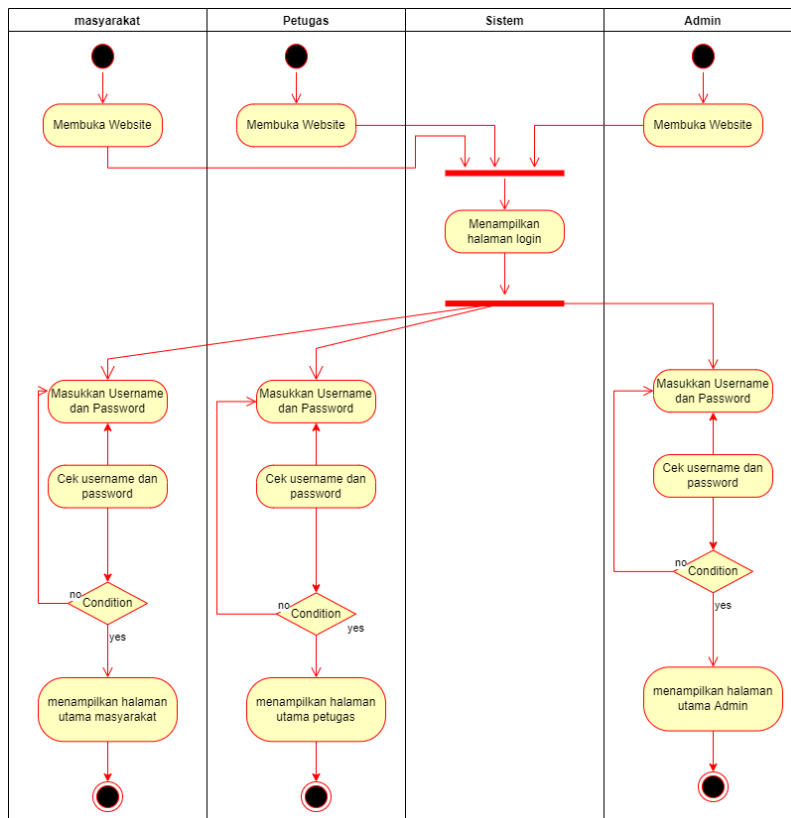 masyarakat
Petugas
Sistem
Admin
Membuka Website
Membuka Website
Membuka Website
Menampilkan
halaman login
Masukkan Username
dan Password
Masukkan Username
dan Password
Masukkan Username
dan Password
Cek username dan
password
Cek username dan
password
Cek username dan
password
no
Condition
yes
no
Condition
yes
no
Condition
yes
menampilkan halaman
utama masyarakat
menampilkan halaman
utama petugas
menampilkan halaman
utama Admin